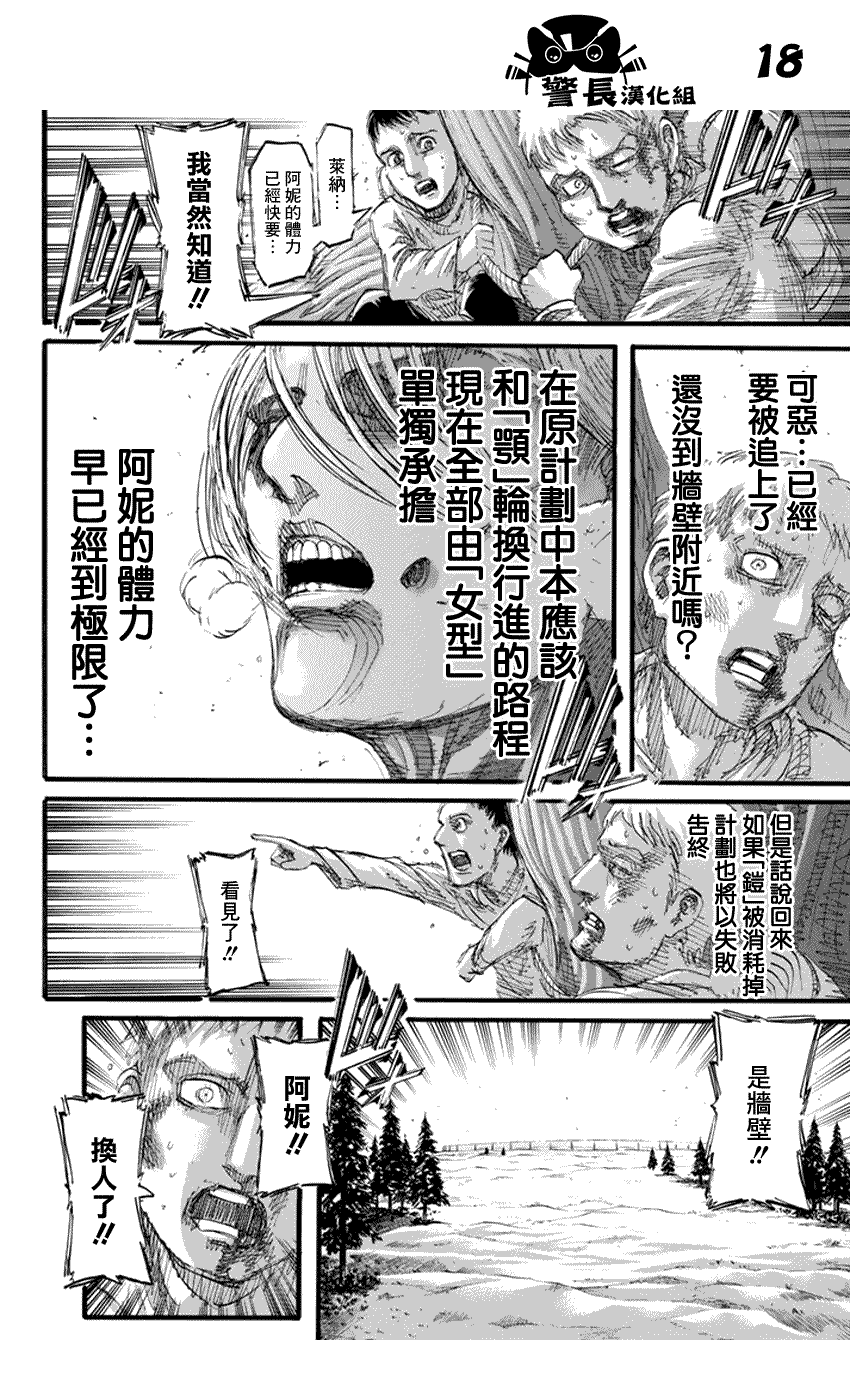 警長漢化組
18
萊納…
阿妮的體力
已經快要…
我當然知道!!
可惡…已經
要被追上了
還沒到牆壁附近嗎?
在原計劃中本應該
和「顎」輪換行進的路程
現在全部由「女型」
單獨承擔
阿妮的體力
早已經到極限了…
但是話說回來
如果「鎧」被消耗掉
計劃也將以失敗
告終
看見了!!
是牆壁!!
阿妮!!
換人了!!